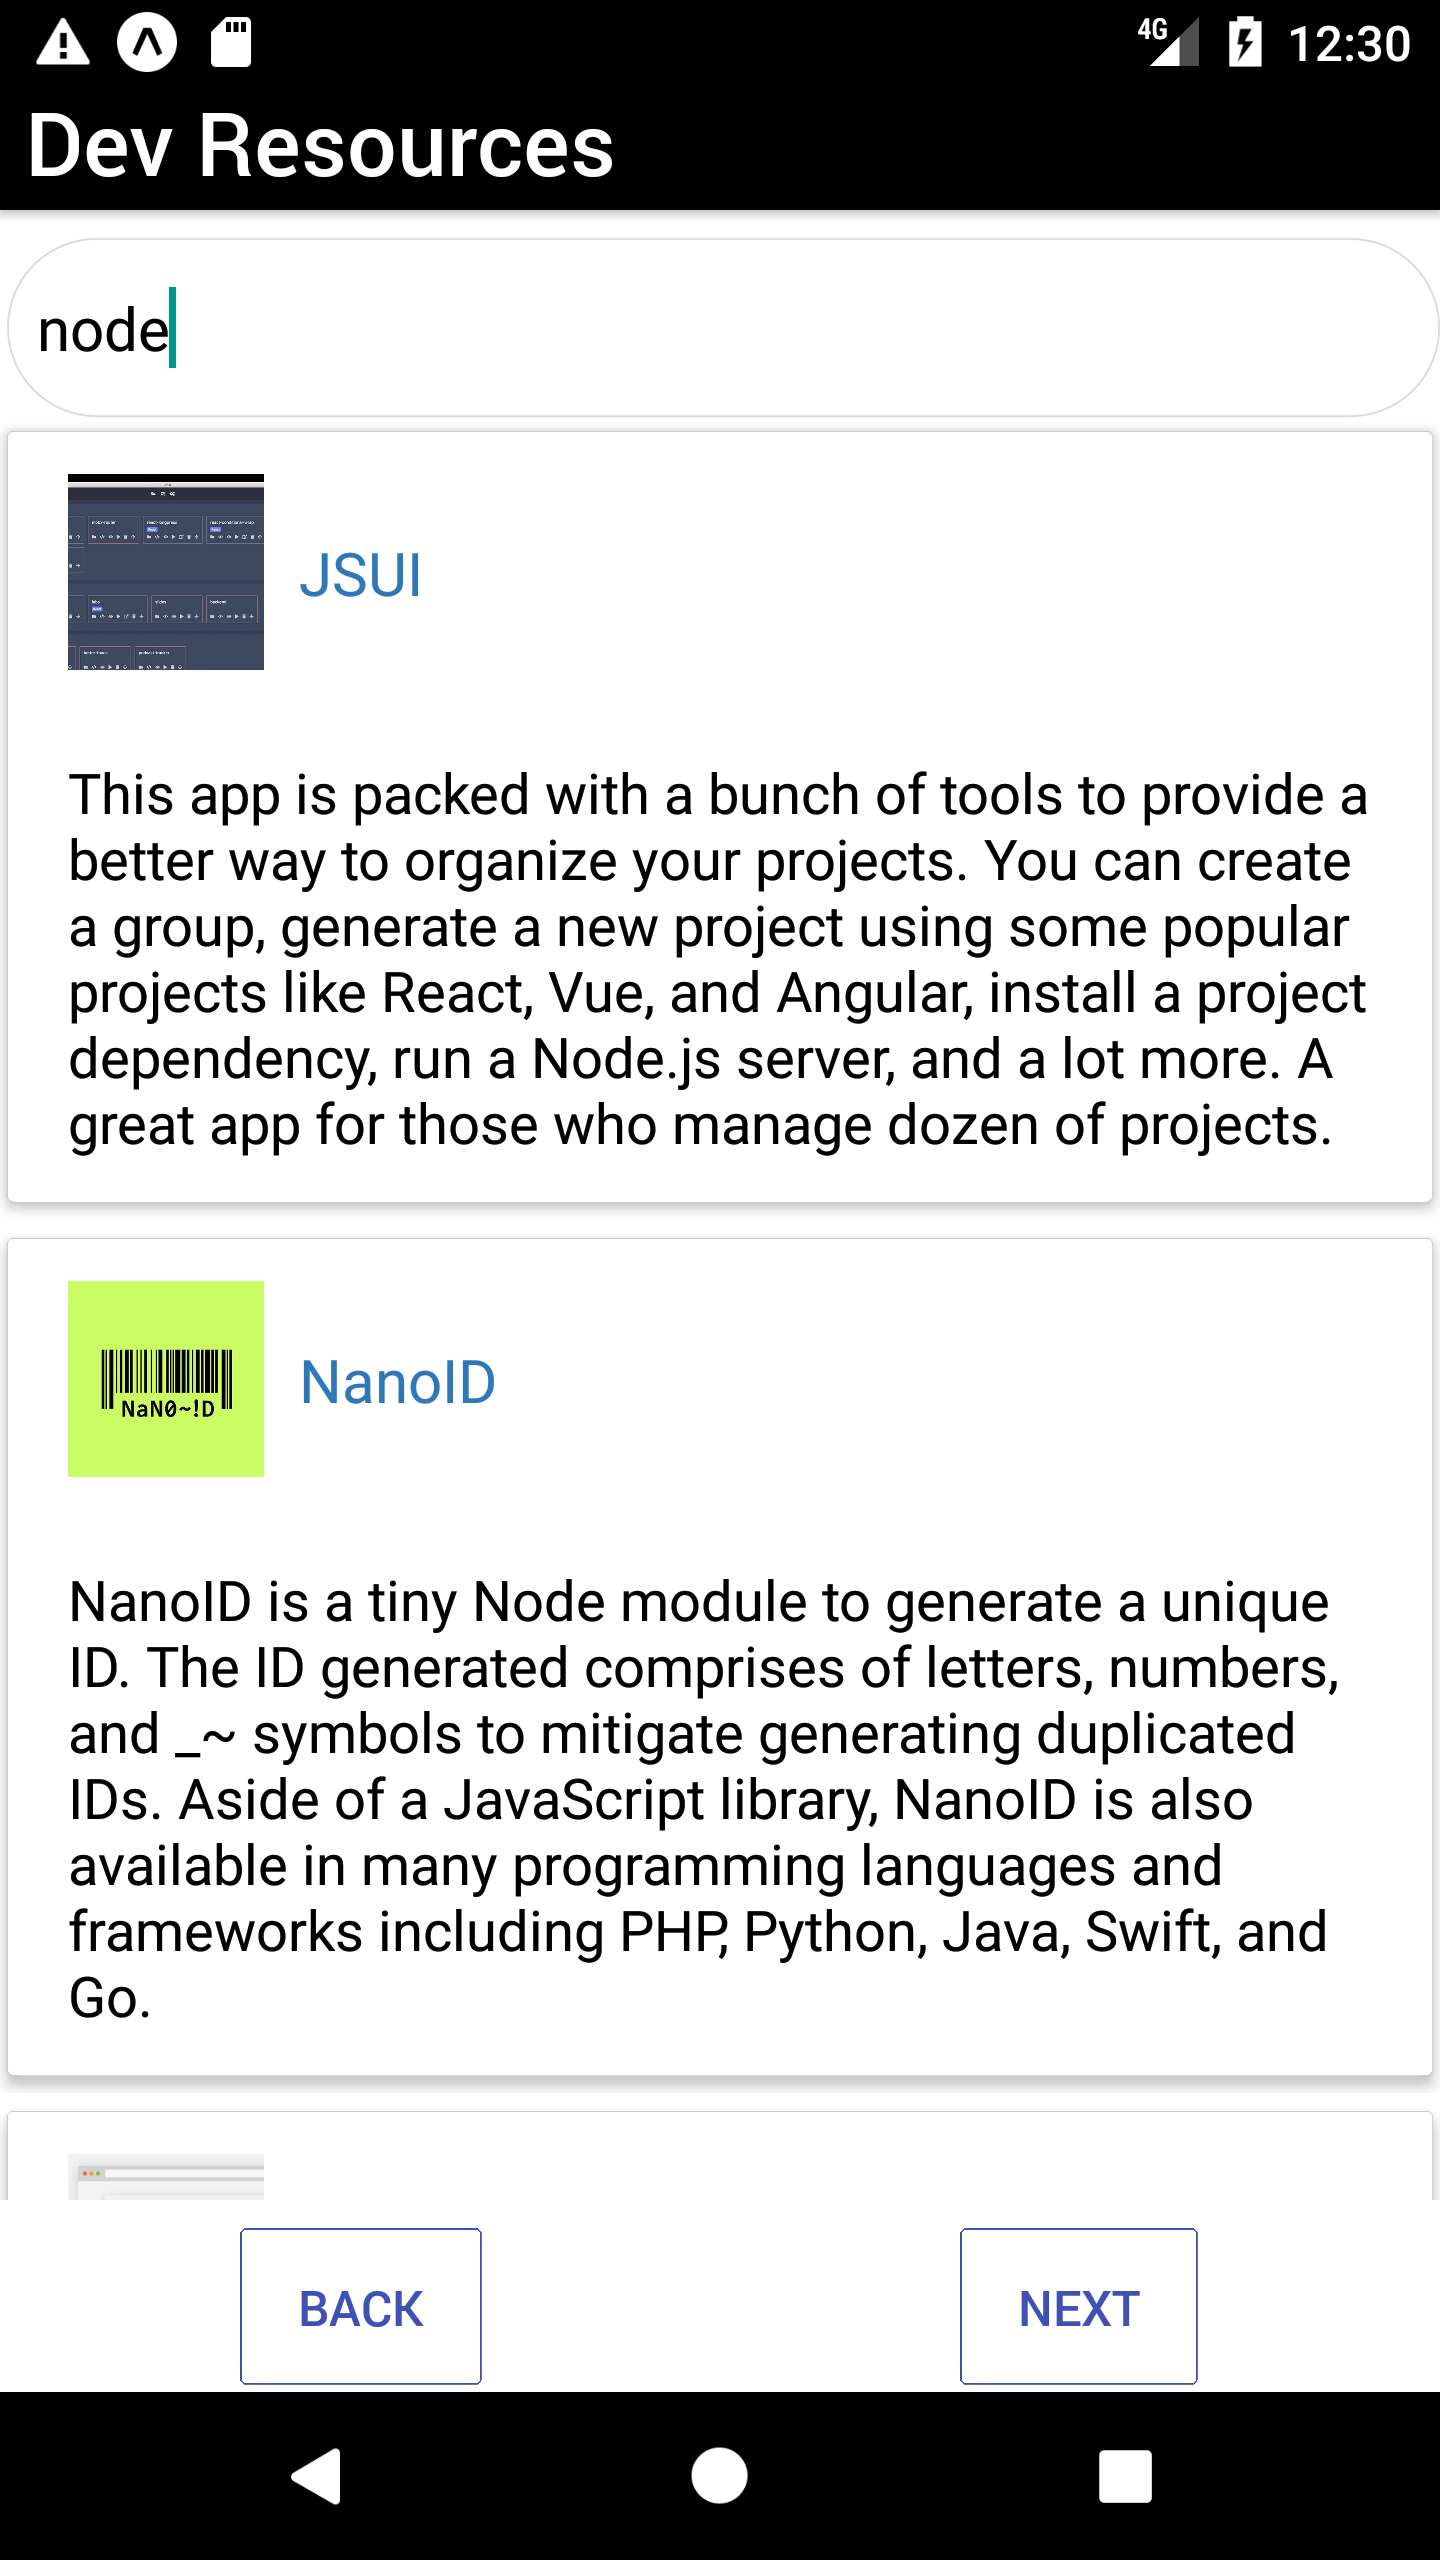 4G 12:30
Dev Resources
node
JSUI
This app is packed with a bunch of tools to provide a
better way to organize your projects. You can create
a group, generate a new project using some popular
projects like React, Vue, and Angular, install a project
dependency, run a Node.js server, and a lot more. A
great app for those who manage dozen of projects.
NaN0~!D
NanoID
NanoID is a tiny Node module to generate a unique
ID. The ID generated comprises of letters, numbers,
and _~ symbols to mitigate generating duplicated
IDs. Aside of a JavaScript library, NanoID is also
available in many programming languages and
frameworks including PHP, Python, Java, Swift, and
Go.
BACK
NEXT